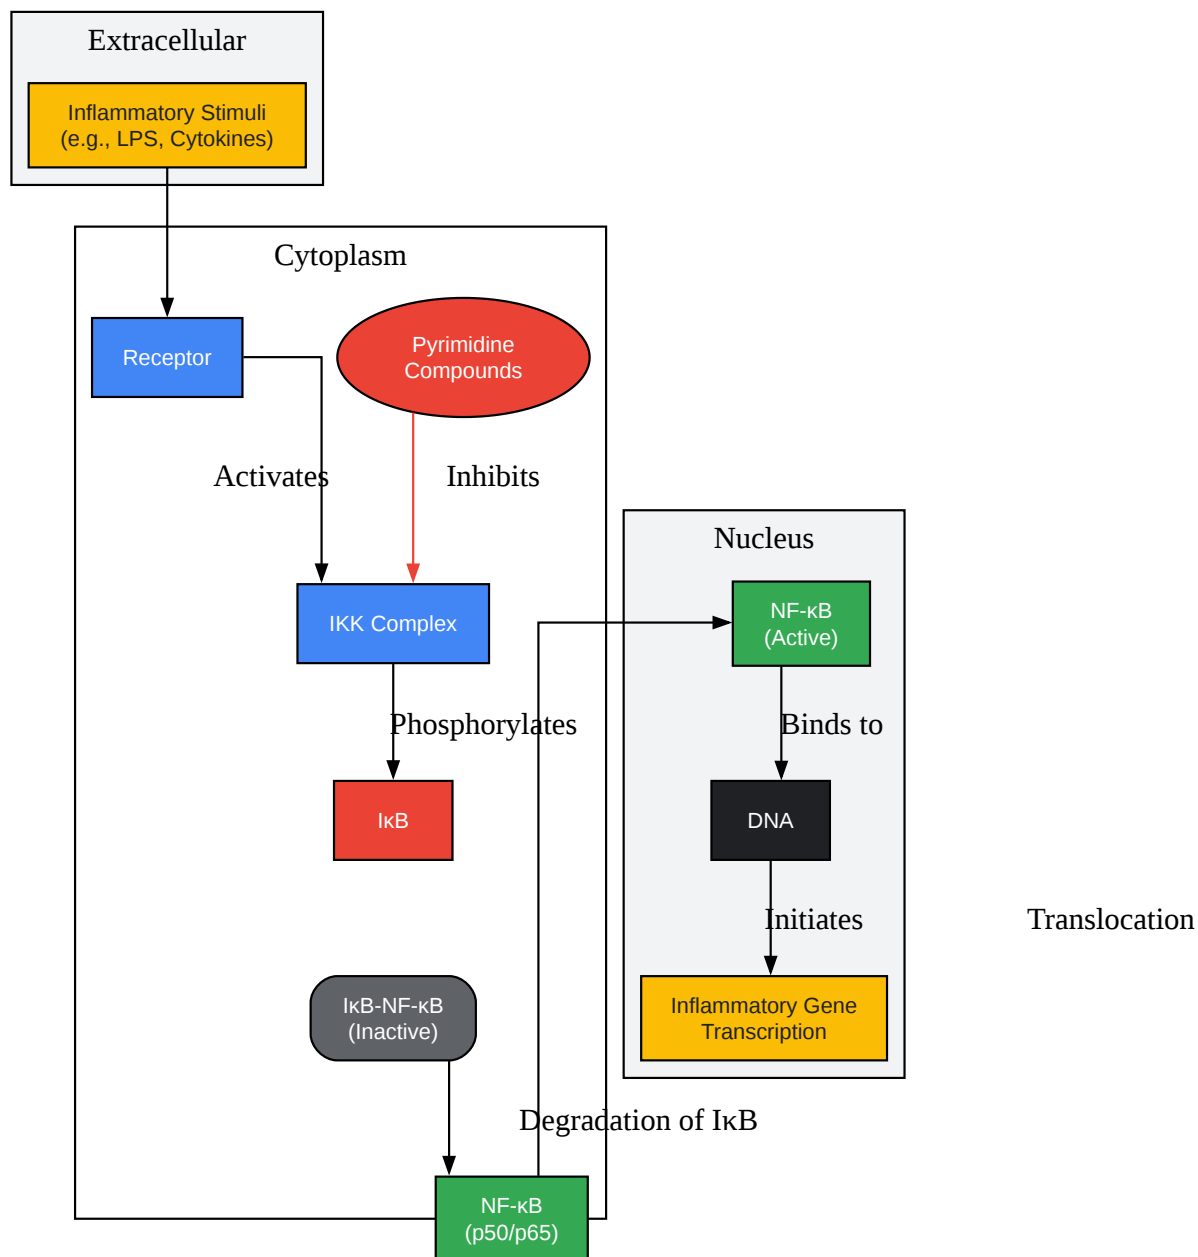 Extracellular
Inflammatory Stimuli
(e.g., LPS, Cytokines)
Cytoplasm
Receptor
Pyrimidine
Compounds
Activates
Inhibits
IKK Complex
Phosphorylates
IκB
IκB-NF-κB
(Inactive)
Degradation of IκB
NF-κB
(p50/p65)
Nucleus
NF-κB
(Active)
Binds to
DNA
Initiates
Translocation
Inflammatory Gene
Transcription